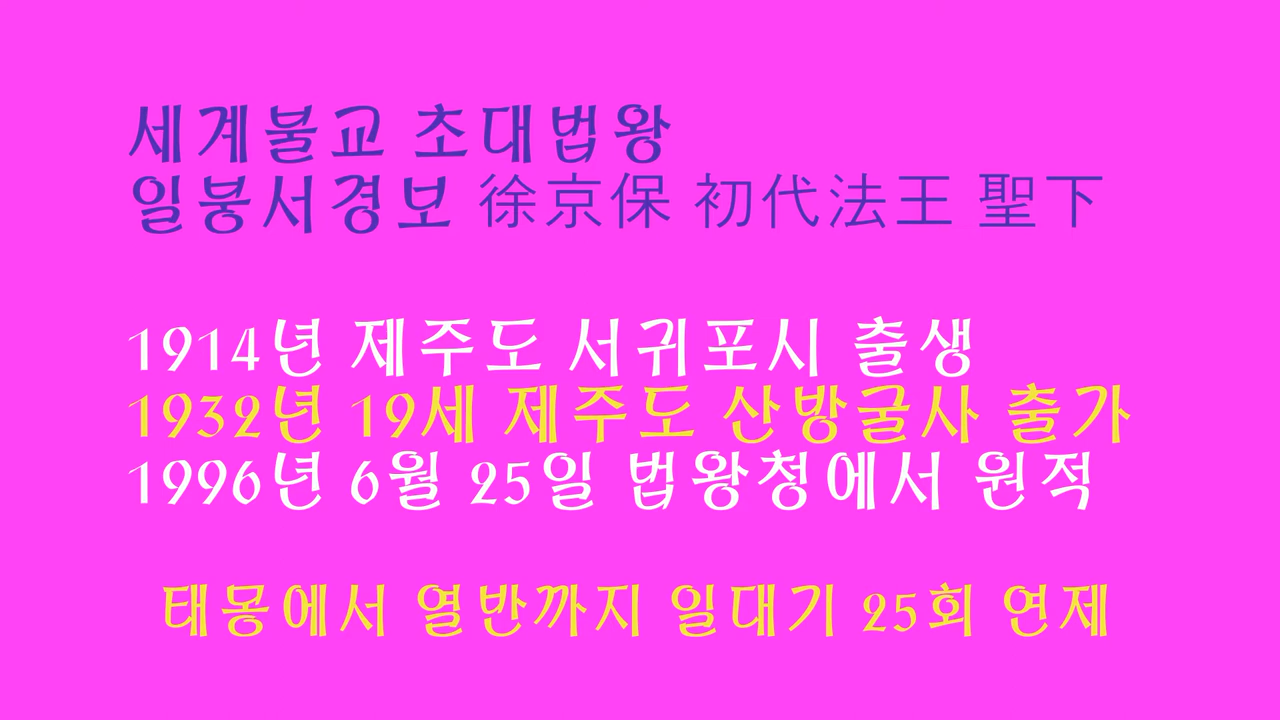 세계불교 초대법왕
일붕서경보 徐京保 初代法王 聖下
1914년 제주도 서귀포시 출생
1932년 19세 제주도 산방굴사 출가
1996년 6월 25일 법왕청에서 원적
태몽에서 열반까지 일대기 25회 연제